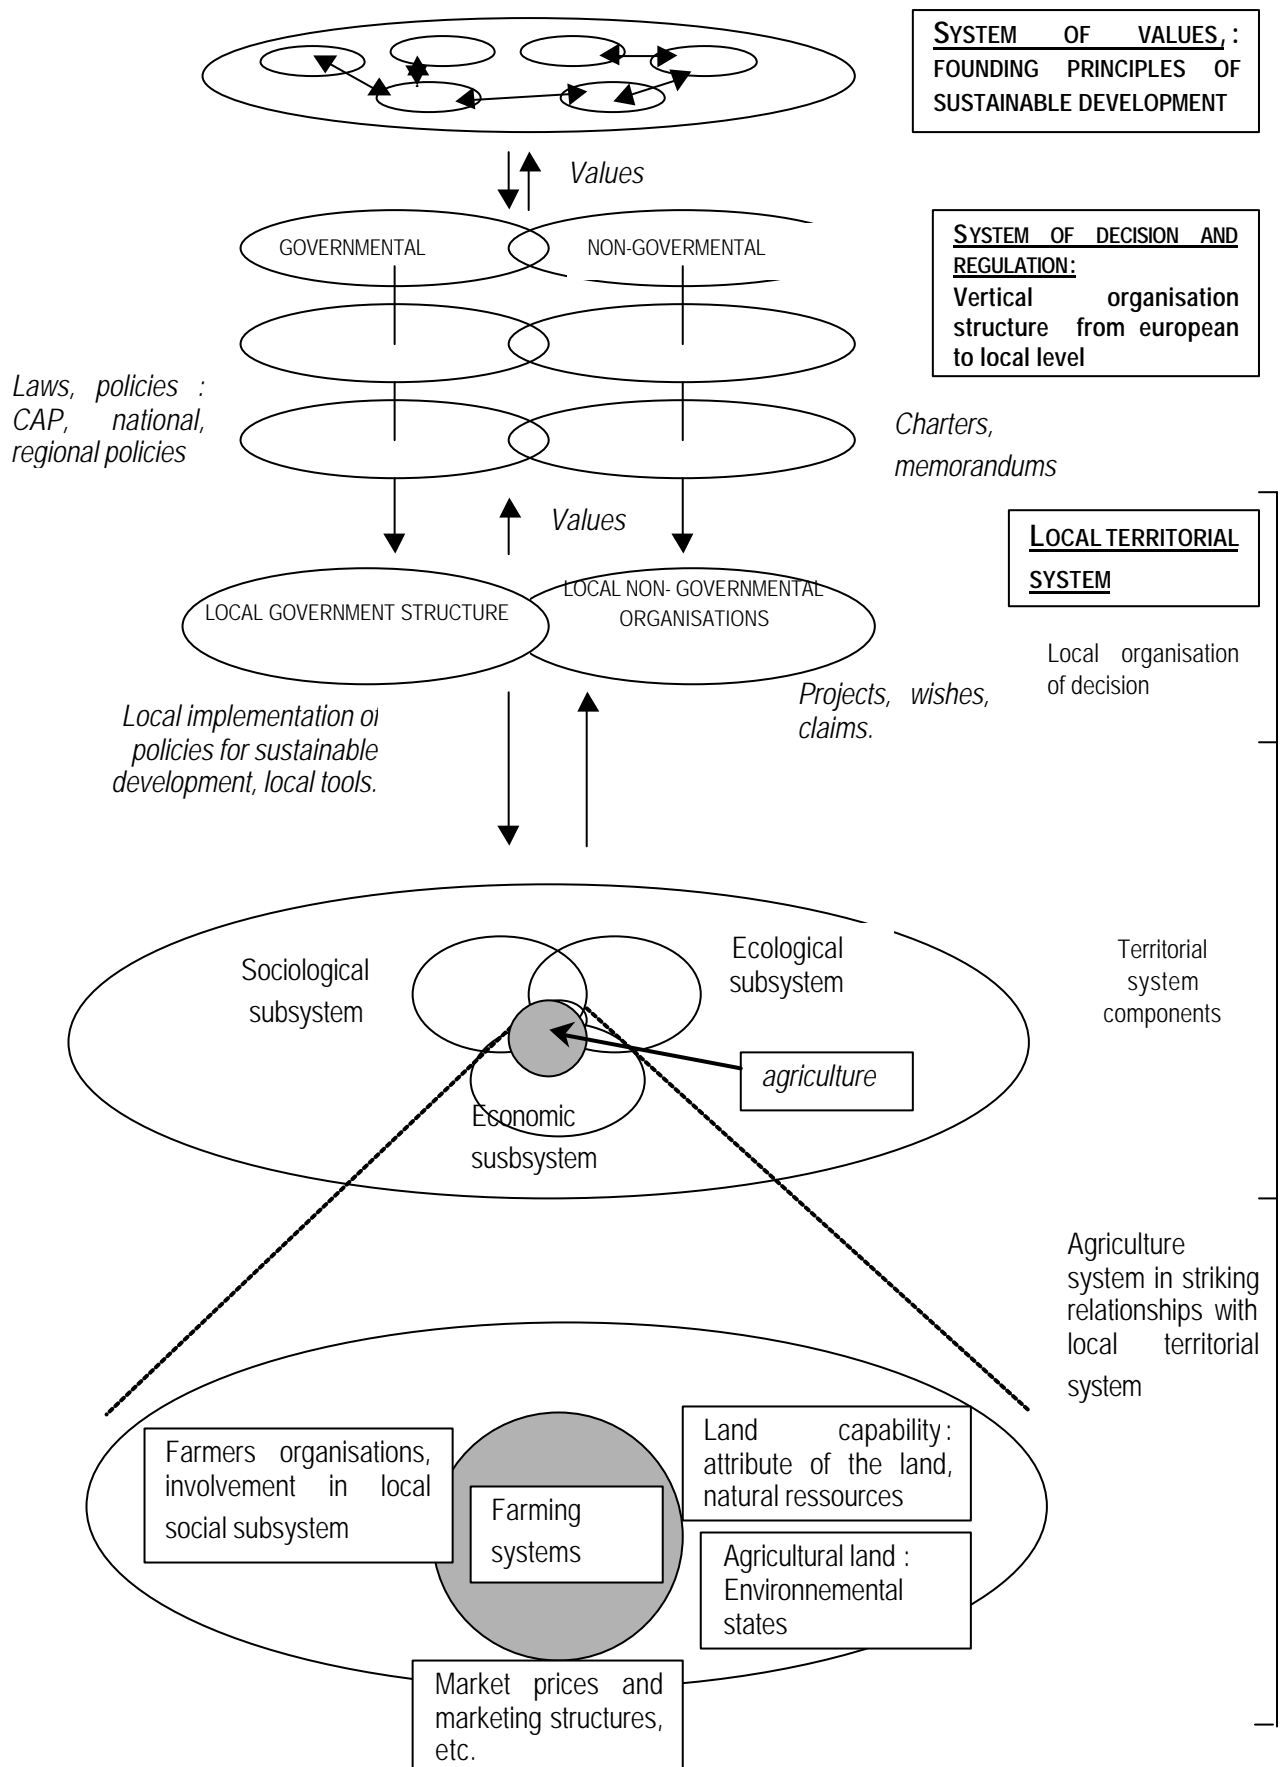 SYSTEM OF VALUES, :
FOUNDING PRINCIPLES OF
SUSTAINABLE DEVELOPMENT
Values
GOVERNMENTAL
NON-GOVERMENTAL
SYSTEM OF DECISION AND
REGULATION:
Vertical organisation
structure from european
to local level
Laws, policies :
CAP, national,
regional policies
Charters,
memorandums
Values
LOCAL TERRITORIAL
SYSTEM
LOCAL GOVERNMENT STRUCTURE
LOCAL NON- GOVERNMENTAL
ORGANISATIONS
Local organisation
of decision
Local implementation of
policies for sustainable
development, local tools.
Projects, wishes,
claims.
Sociological
subsystem
Ecological
subsystem
Territorial
system
components
agriculture
Economic
susbsystem
Agriculture
system in striking
relationships with
local territorial
system
Farmers organisations,
involvement in local
social subsystem
Farming
systems
Land capability :
attribute of the land,
natural ressources
Agricultural land :
Environnemental
states
Market prices and
marketing structures,
etc.